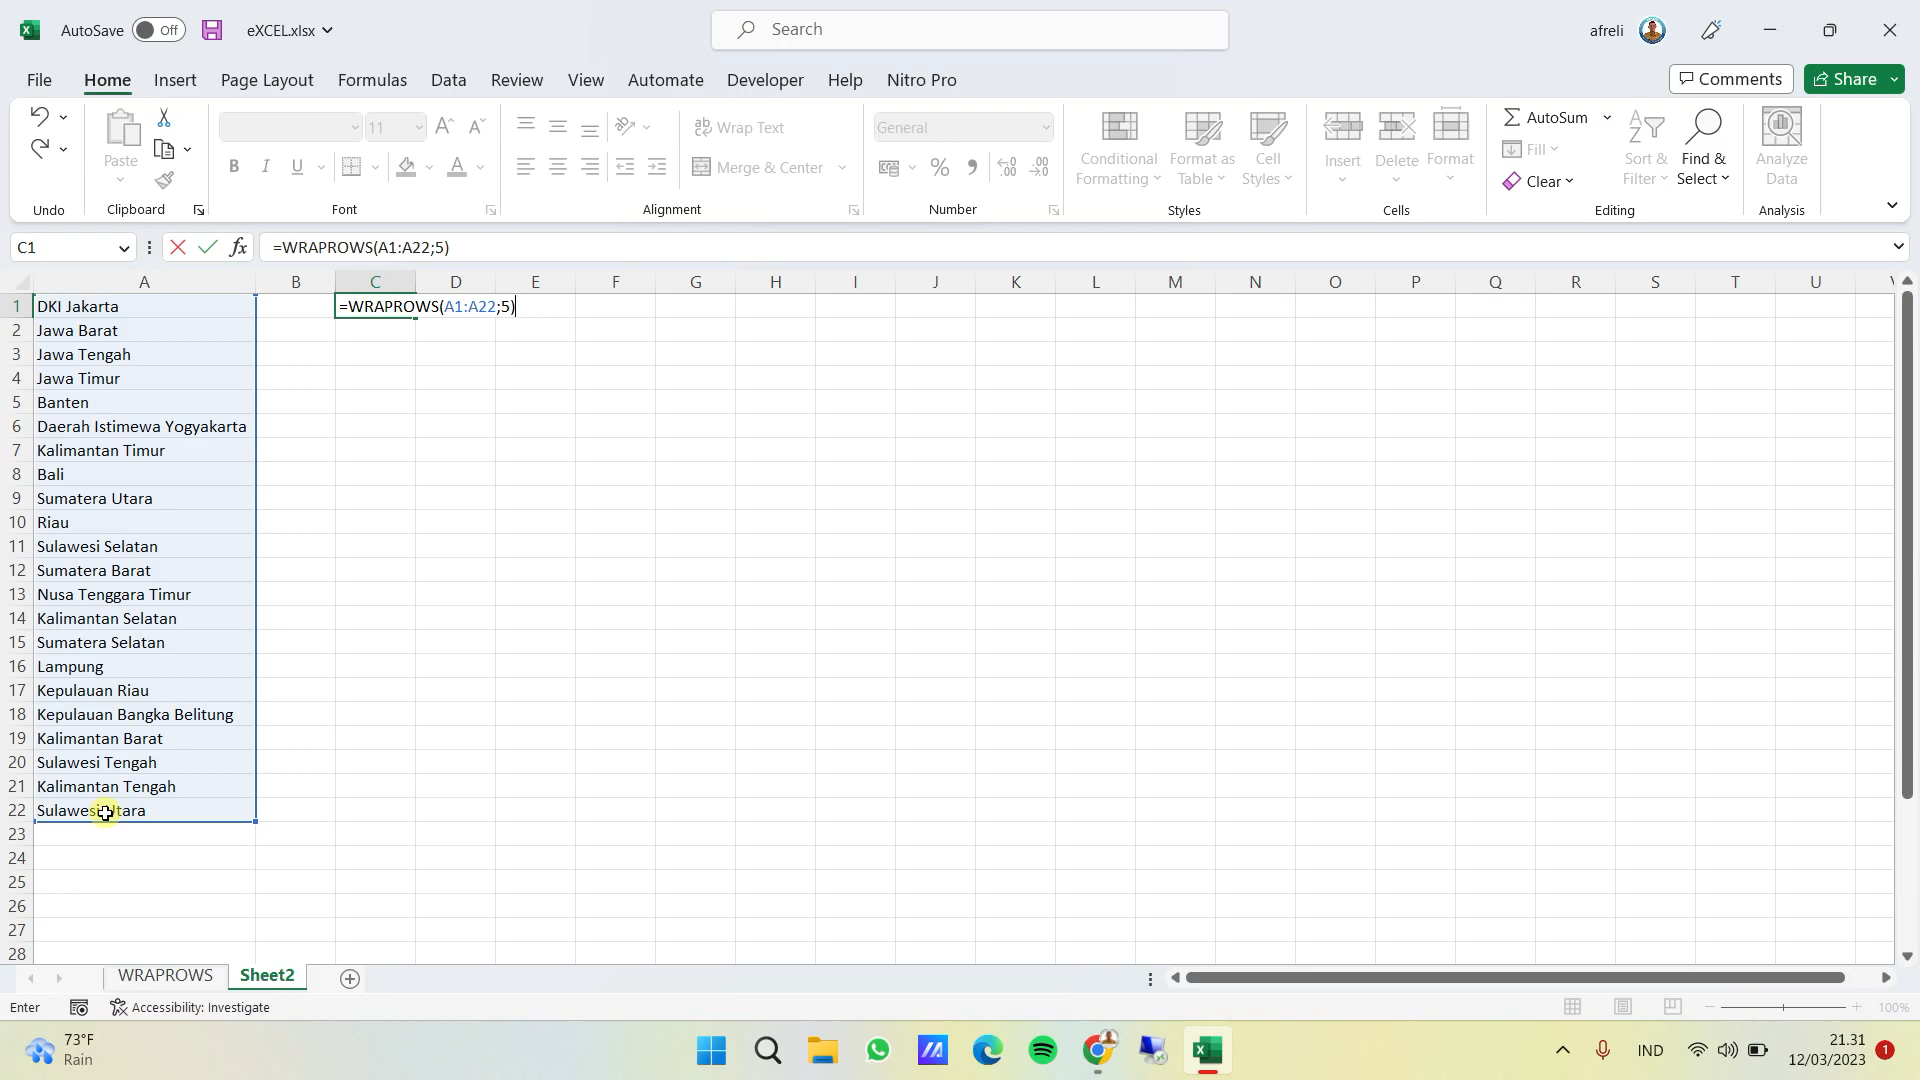 AutoSave Off eXCEL.xlsx Search afreli
File Home Insert Page Layout Formulas Data Review View Automate Developer Help Nitro Pro Comments Share
Paste 11 Wrap Text General Conditional Formatting Format as Table Cell Styles Insert Delete Format AutoSum Fill Clear Sort & Filter Find & Select Analyze Data
B I U Merge & Center
Undo Clipboard Font Alignment Number Styles Cells Editing Analysis
C1 fx =WRAPROWS(A1:A22;5)
A B C D E F G H I J K L M N O P Q R S T U V
1 DKI Jakarta =WRAPROWS(A1:A22;5)
2 Jawa Barat
3 Jawa Tengah
4 Jawa Timur
5 Banten
6 Daerah Istimewa Yogyakarta
7 Kalimantan Timur
8 Bali
9 Sumatera Utara
10 Riau
11 Sulawesi Selatan
12 Sumatera Barat
13 Nusa Tenggara Timur
14 Kalimantan Selatan
15 Sumatera Selatan
16 Lampung
17 Kepulauan Riau
18 Kepulauan Bangka Belitung
19 Kalimantan Barat
20 Sulawesi Tengah
21 Kalimantan Tengah
22 Sulawesi Utara
23
24
25
26
27
28
WRAPROWS Sheet2
Enter Accessibility: Investigate 100%
73°F
Rain
IND
21.31
12/03/2023
1